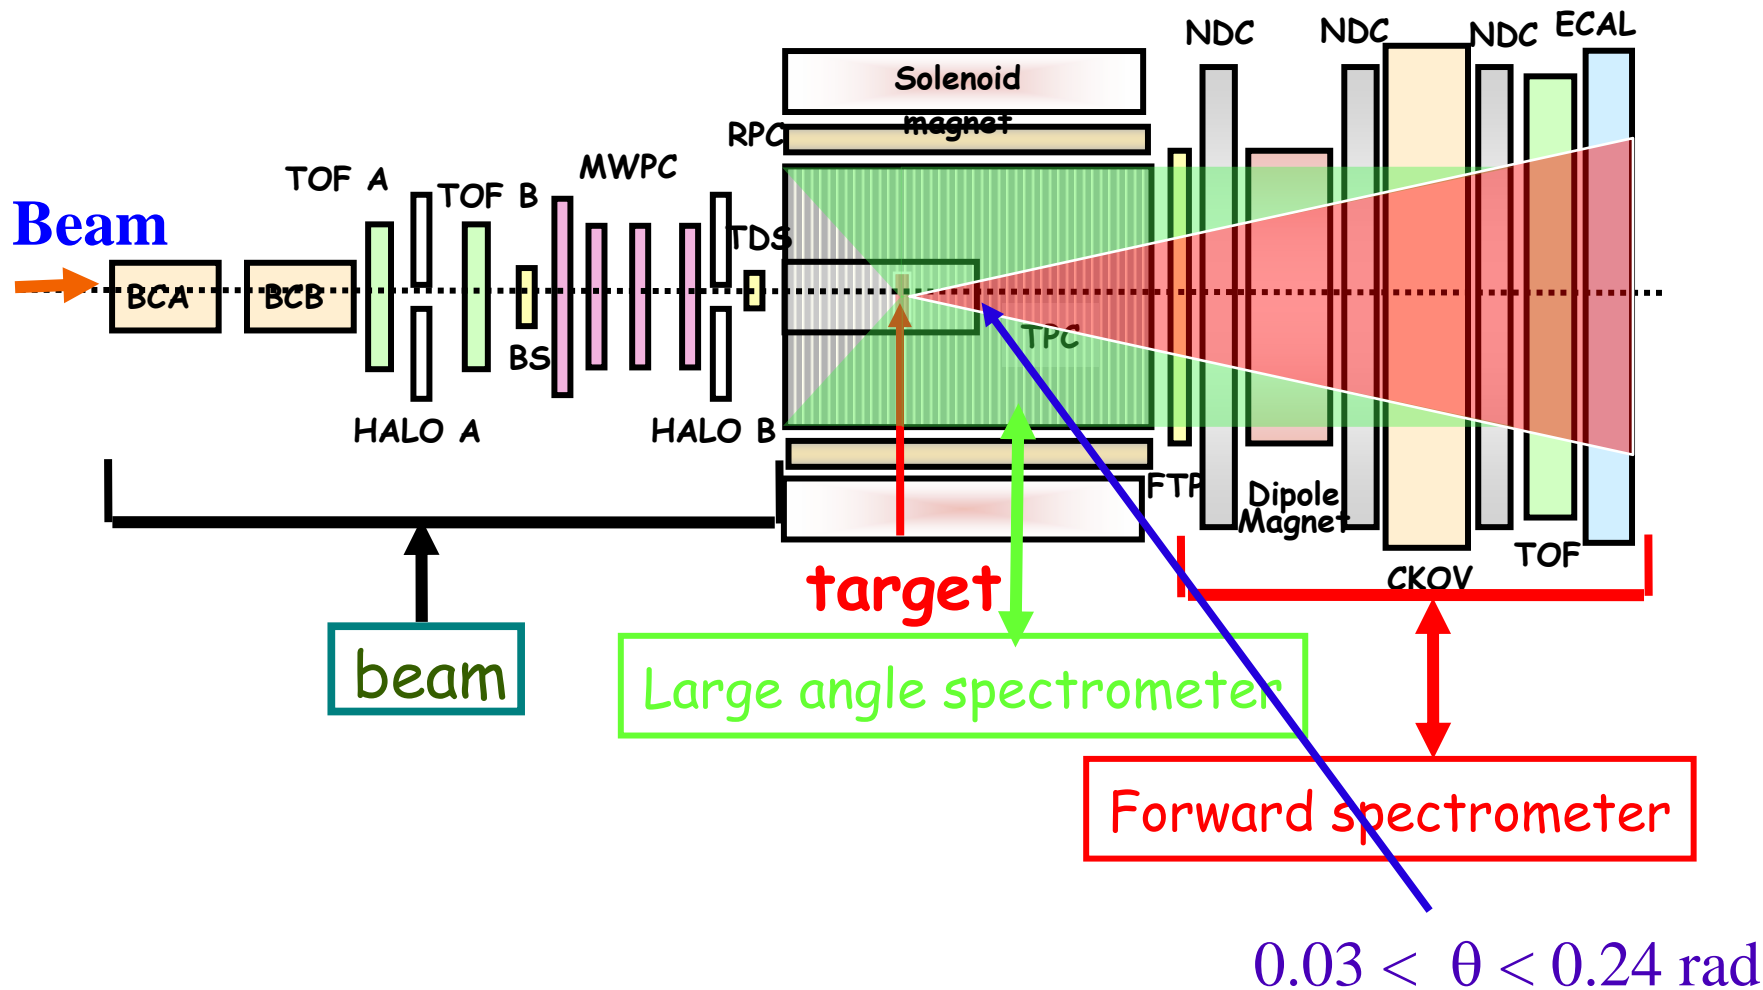 NDC
NDC
NDC
ECAL
Solenoid
magnet
RPC
TOF A
TOF B
MWPC
TDS
Beam
BCA
BCB
BS
TPC
HALO A
HALO B
FTP
Dipole
Magnet
CKOV
TOF
target
beam
Large angle spectrometer
Forward spectrometer
0.03 < θ < 0.24 rad